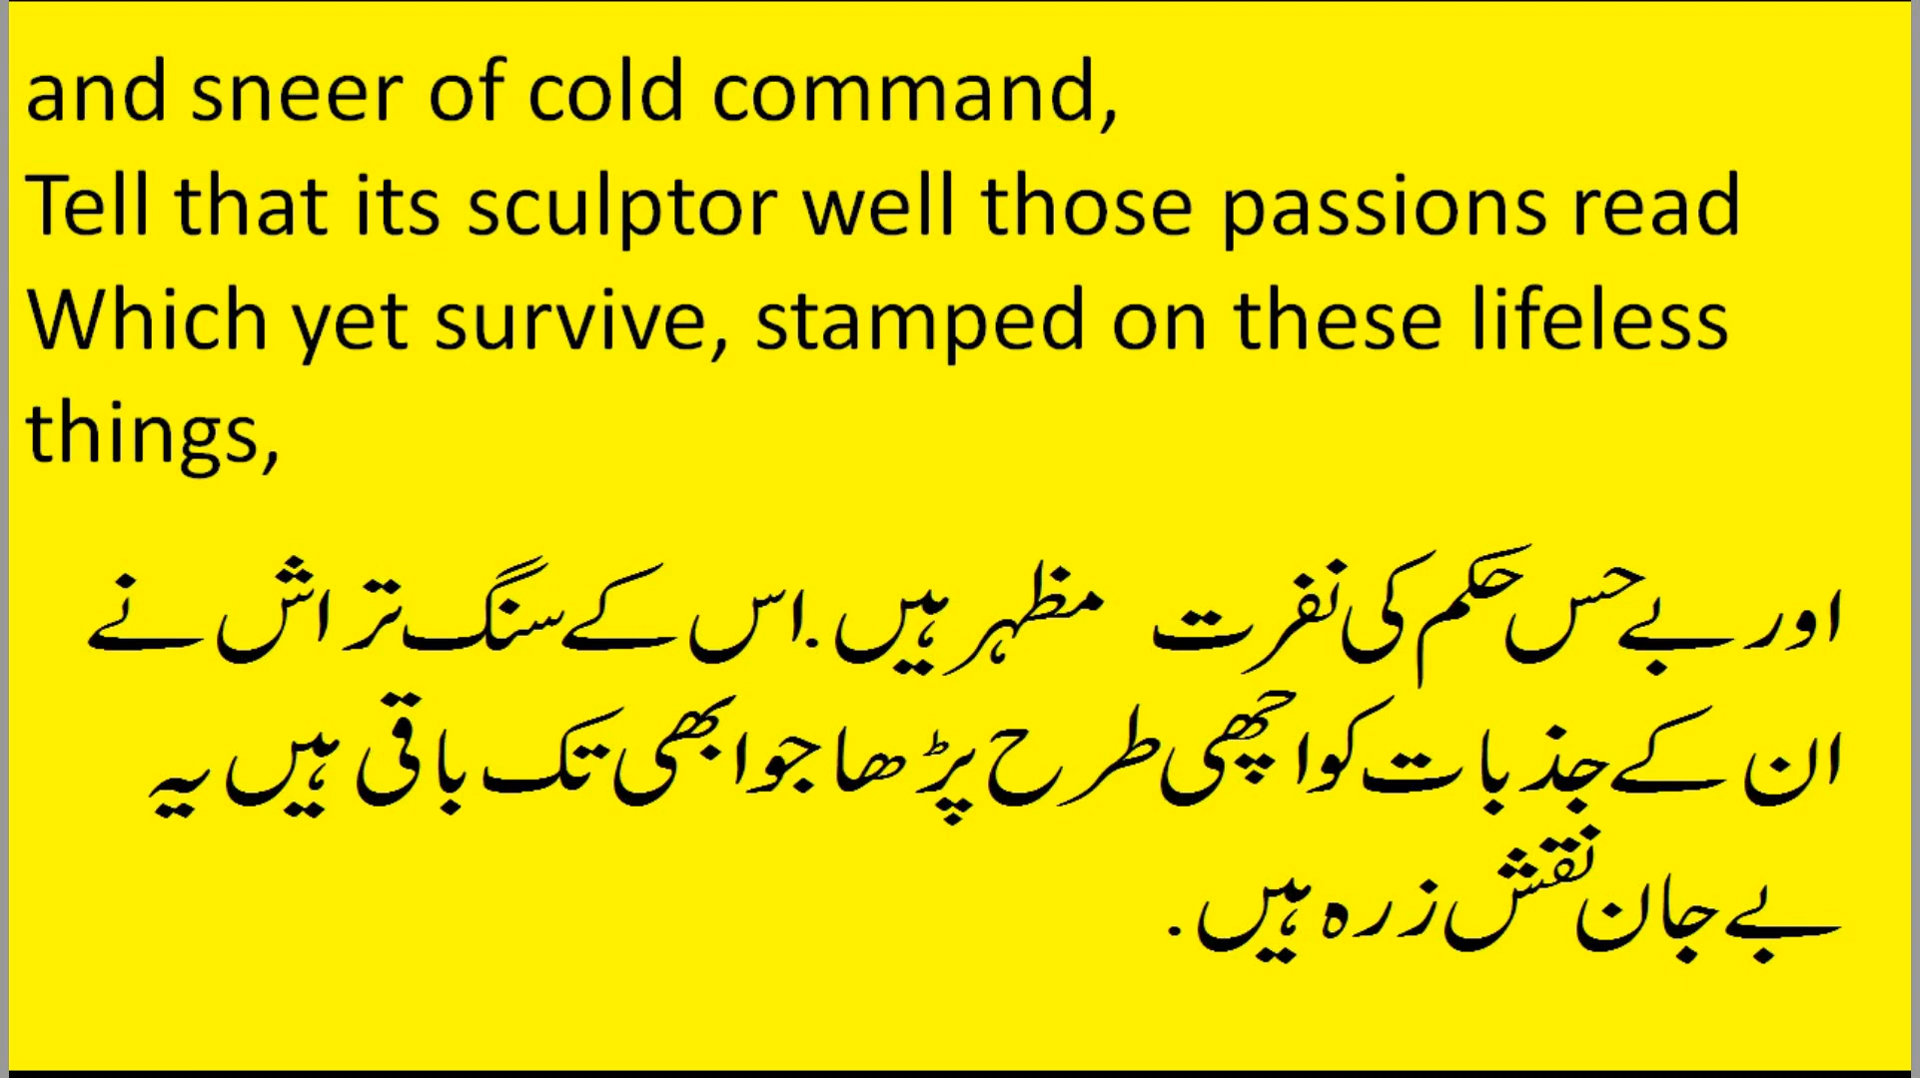 and sneer of cold command,
Tell that its sculptor well those passions read
Which yet survive, stamped on these lifeless
things,
اور بے حس حکم کی نفرت مظہر ہیں. اس کے سنگ تراش نے
ان کے جذبات کو اچھی طرح پڑھا جو ابھی تک باقی ہیں یہ
بے جان نقش زرہ ہیں.